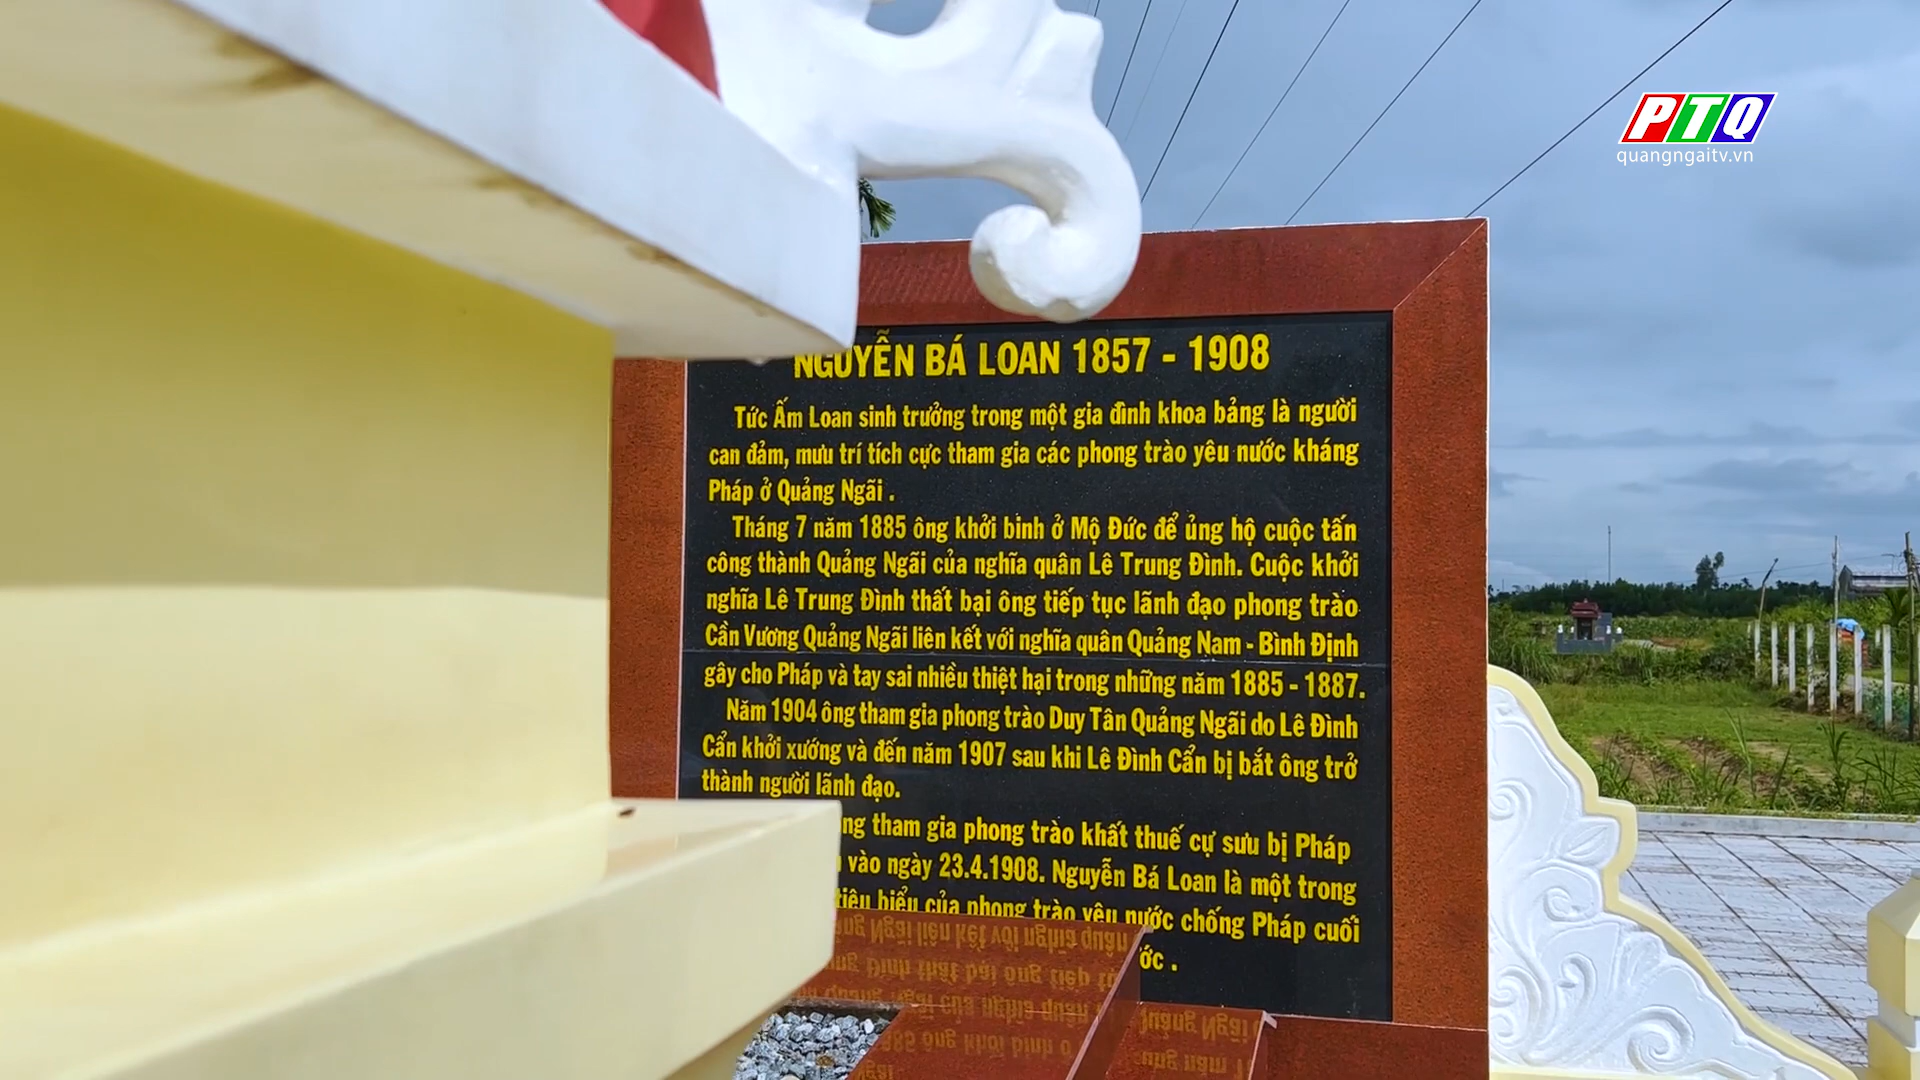 PTQ
quangngaitv.vn
NGUYỄN BÁ LOAN 1857 - 1908
Tức Ấm Loan sinh trưởng trong một gia đình khoa bảng là người
can đảm, mưu trí tích cực tham gia các phong trào yêu nước kháng
Pháp ở Quảng Ngãi .
Tháng 7 năm 1885 ông khởi binh ở Mộ Đức để ủng hộ cuộc tấn
công thành Quảng Ngãi của nghĩa quân Lê Trung Đình. Cuộc khởi
nghĩa Lê Trung Đình thất bại ông tiếp tục lãnh đạo phong trào
Cần Vương Quảng Ngãi liên kết với nghĩa quân Quảng Nam - Bình Định
gây cho Pháp và tay sai nhiều thiệt hại trong những năm 1885 - 1887.
Năm 1904 ông tham gia phong trào Duy Tân Quảng Ngãi do Lê Đình
Cẩn khởi xướng và đến năm 1907 sau khi Lê Đình Cẩn bị bắt ông trở
thành người lãnh đạo.
tham gia phong trào khất thuế cự sưu bị Pháp
vào ngày 23.4.1908. Nguyễn Bá Loan là một trong
tiêu biểu của phong trào yêu nước chống Pháp cuối